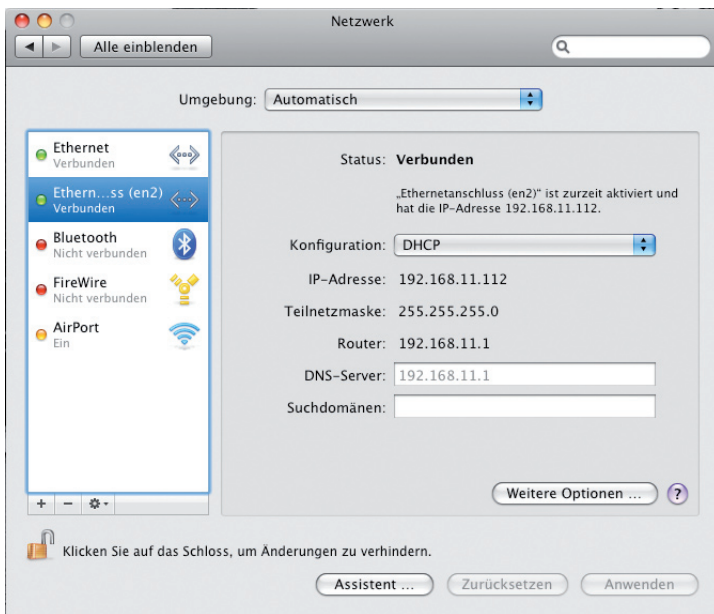 Netzwerk
Alle einblenden
Umgebung: Automatisch
Ethernet
Verbunden
Ethern...ss (en2)
Verbunden
Bluetooth
Nicht verbunden
FireWire
Nicht verbunden
AirPort
Ein
Status: Verbunden
„Ethernetanschluss (en2)“ ist zurzeit aktiviert und
hat die IP-Adresse 192.168.11.112.
Konfiguration: DHCP
IP-Adresse: 192.168.11.112
Teilnetzmaske: 255.255.255.0
Router: 192.168.11.1
DNS-Server: 192.168.11.1
Suchdomänen:
Weitere Optionen ... ?
Klicken Sie auf das Schloss, um Änderungen zu verhindern.
Assistent ... Zurücksetzen Anwenden